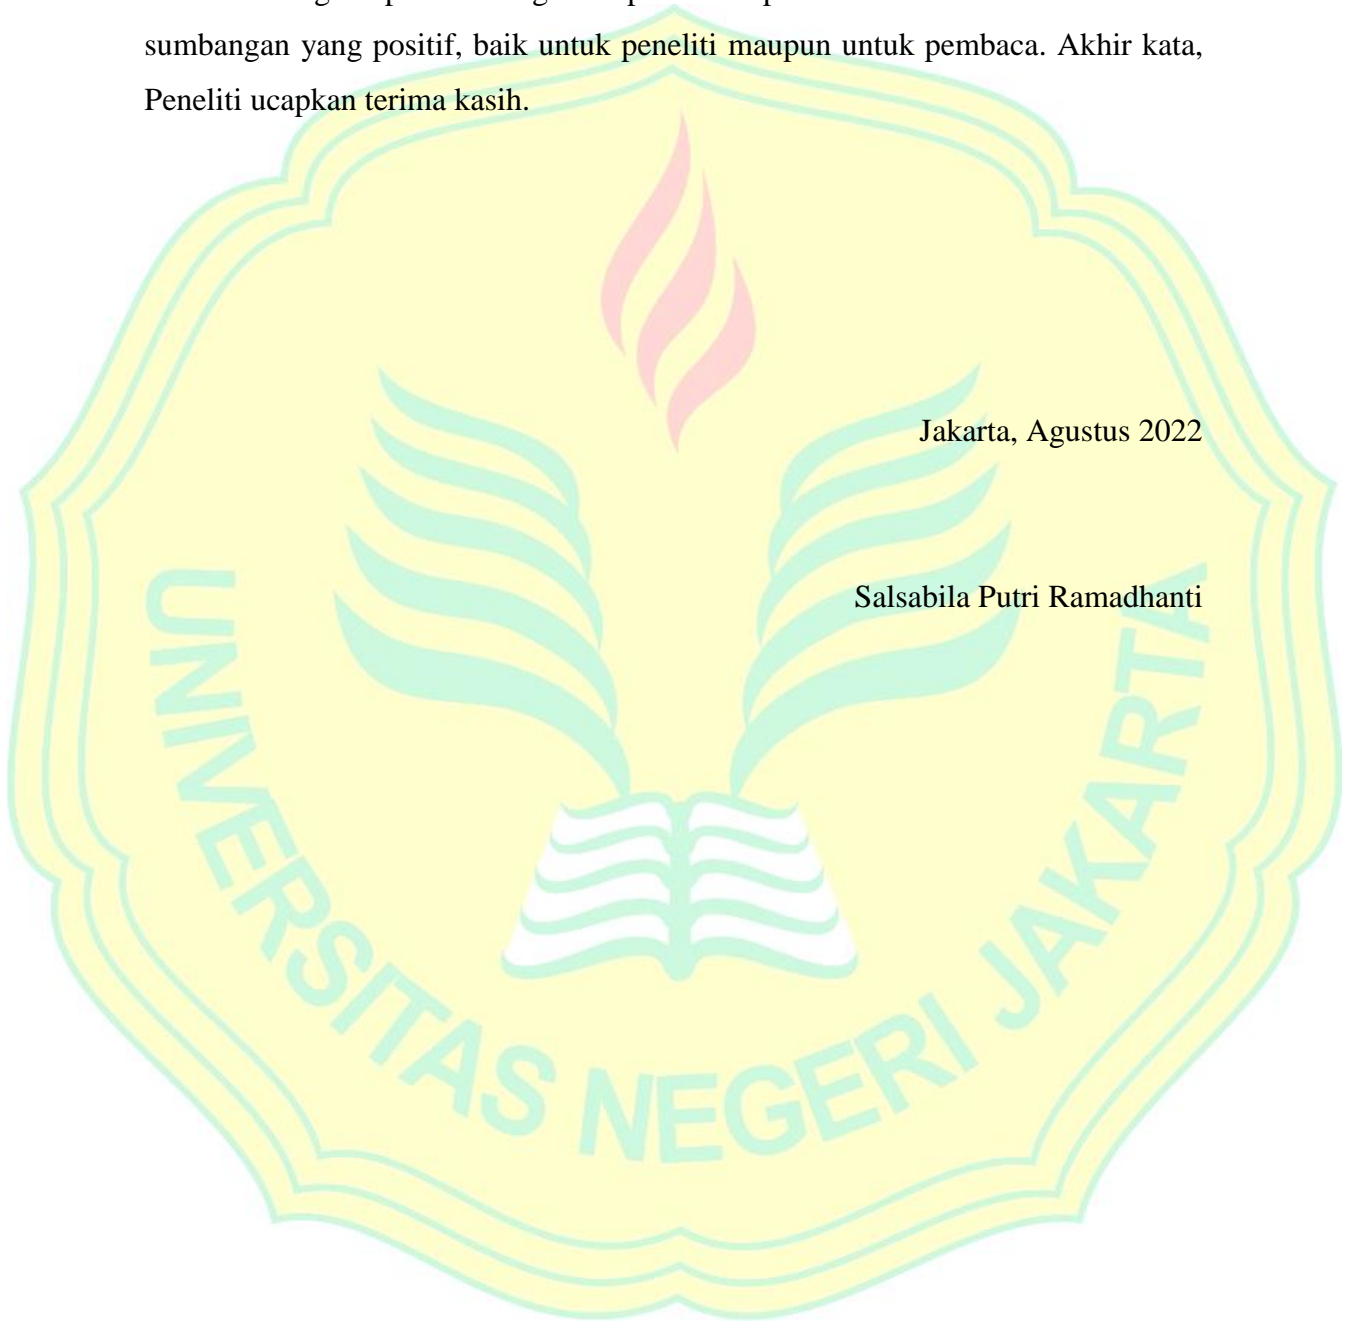 sumbangan yang positif, baik untuk peneliti maupun untuk pembaca. Akhir kata,
Peneliti ucapkan terima kasih.
Jakarta, Agustus 2022
Salsabila Putri Ramadhanti
UNIVERSITAS NEGERI JAKARTA